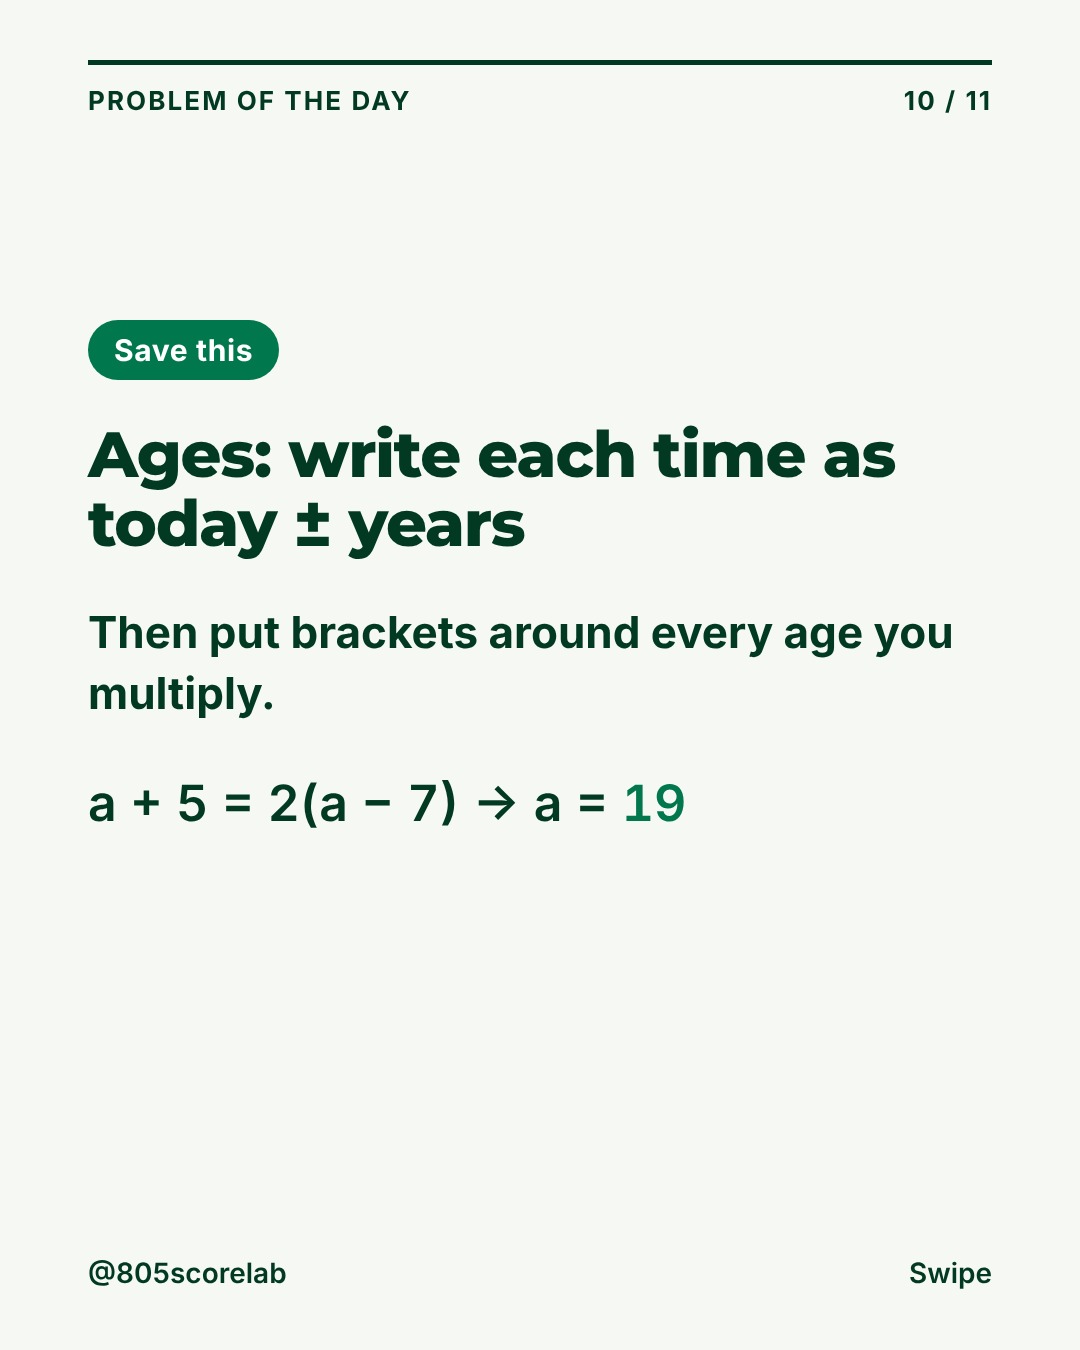 PROBLEM OF THE DAY
10 / 11
Save this
Ages: write each time as
today ± years
Then put brackets around every age you
multiply.
a + 5 = 2(a − 7) → a = 19
@805scorelab
Swipe